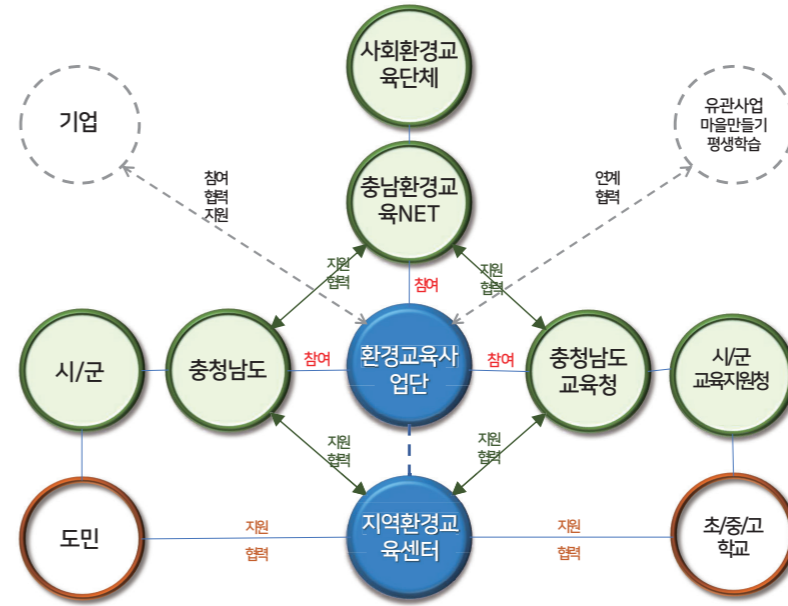 사회환경교
육단체
기업
유관사업
마을만들기
평생학습
참여
협력
지원
충남환경교
육NET
연계
협력
지원
협력
참여
지원
협력
시/군
충청남도
참여
환경교육사
업단
참여
충청남도
교육청
시/군
교육지원청
지원
협력
지원
협력
도민
지원
협력
지역환경교
육센터
지원
협력
초/중/고
학교